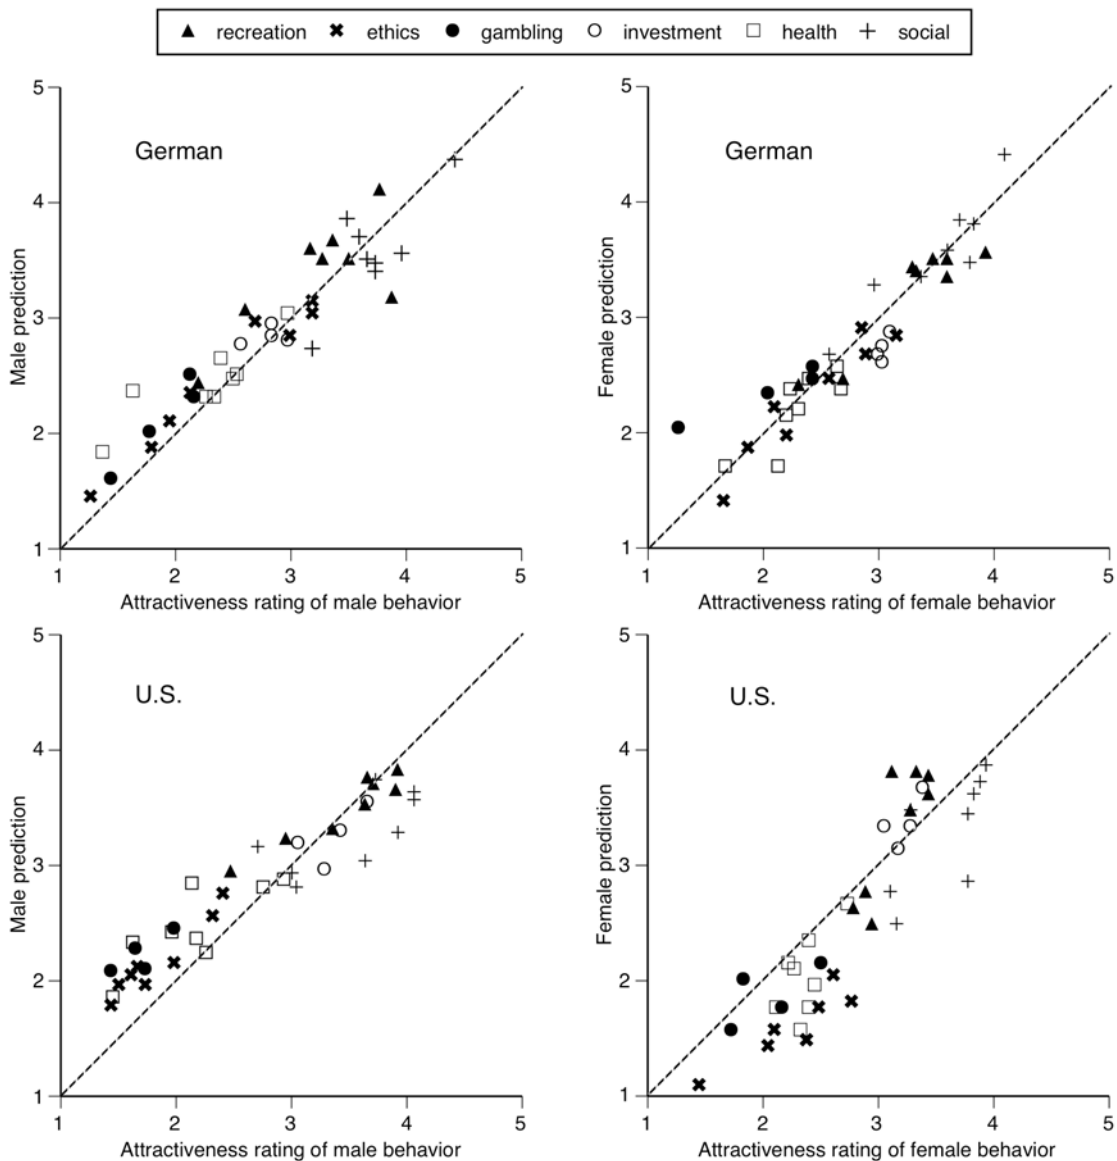 recreation ethics gambling investment health social
German
5
4
3
2
1
Male prediction
1 2 3 4 5
Attractiveness rating of male behavior
German
5
4
3
2
1
Female prediction
1 2 3 4 5
Attractiveness rating of female behavior
U.S.
5
4
3
2
1
Male prediction
1 2 3 4 5
Attractiveness rating of male behavior
U.S.
5
4
3
2
1
Female prediction
1 2 3 4 5
Attractiveness rating of female behavior